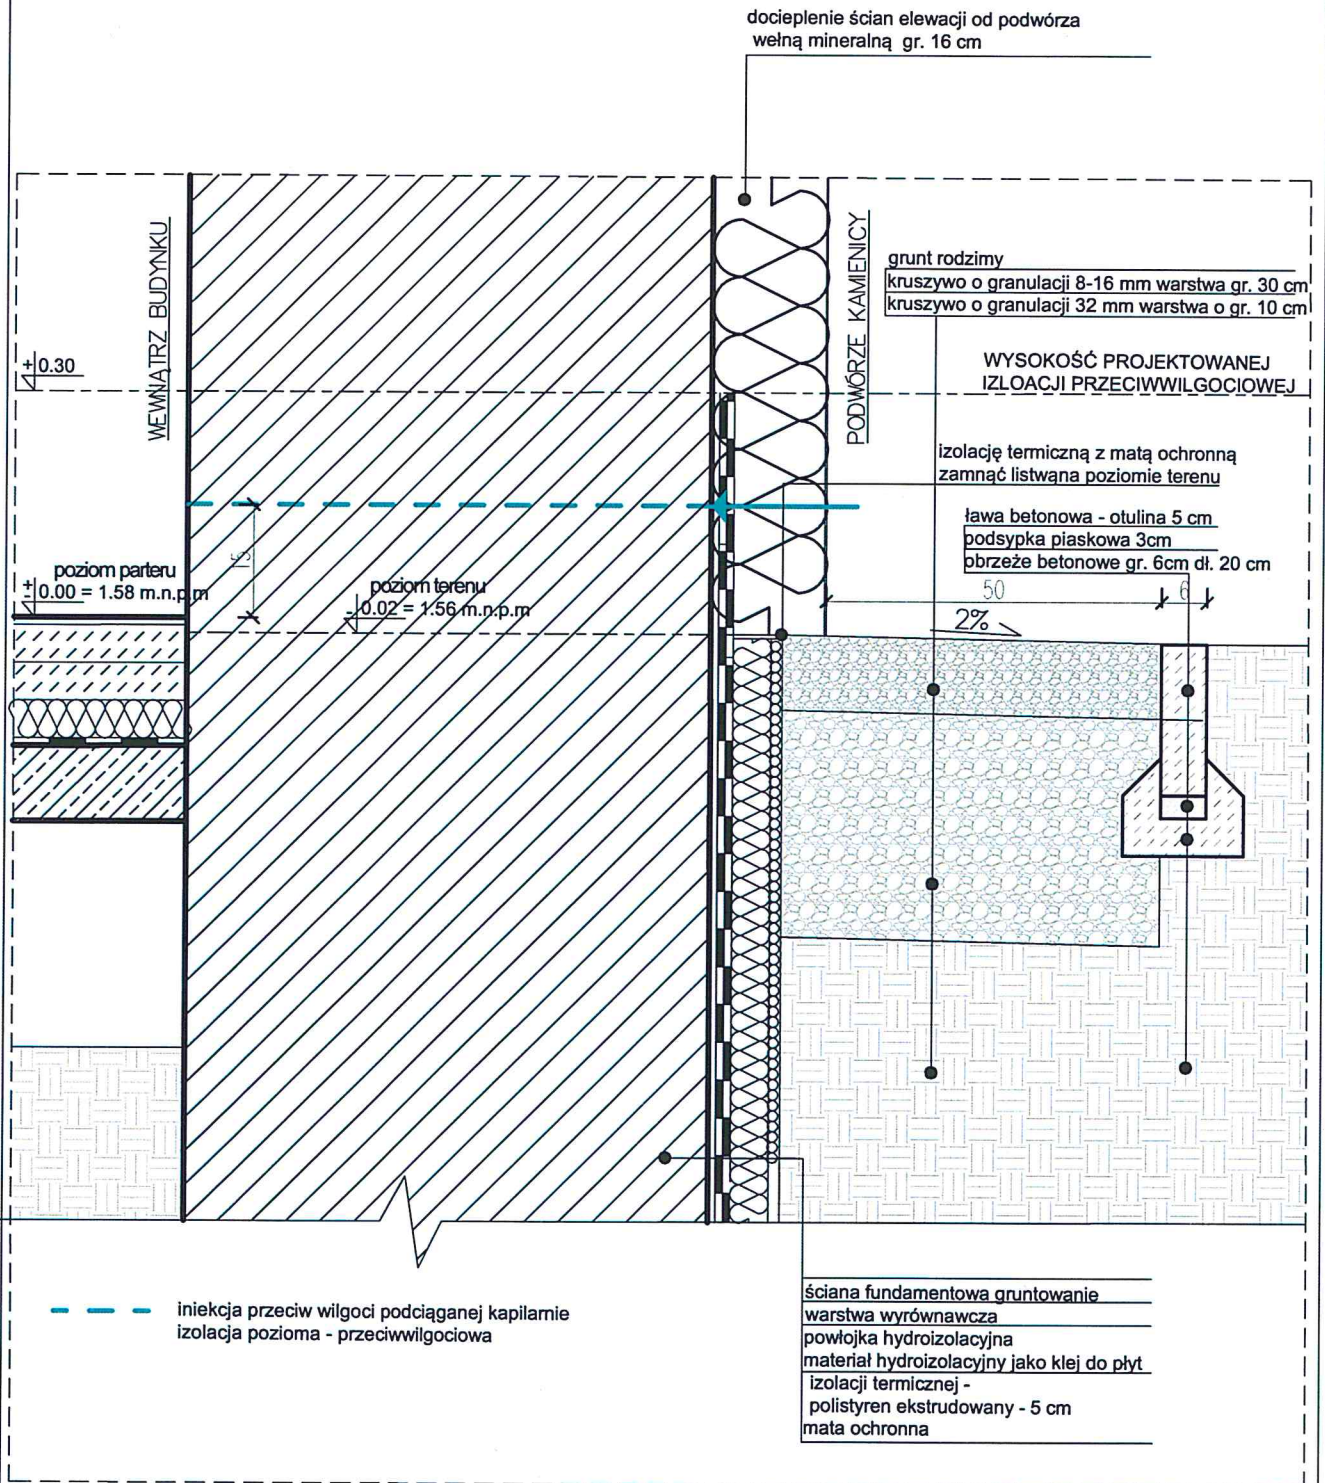 docieplenie ścian elewacji od podwórza
wełną mineralną gr. 16 cm
WEWNĄTRZ BUDYNKU
PODWÓRZE KAMIENICY
grunt rodzimy
kruszywo o granulacji 8-16 mm warstwa gr. 30 cm
kruszywo o granulacji 32 mm warstwa o gr. 10 cm
+0.30
WYSOKOŚĆ PROJEKTOWANEJ
IZLOACJI PRZECIWWILGOCIOWEJ
izolację termiczną z matą ochronną
zamnąć listwąna poziomie terenu
ława betonowa - otulina 5 cm
podsypka piaskowa 3cm
obrzeże betonowe gr. 6cm dł. 20 cm
15
poziom parteru
±0.00 = 1.58 m.n.p.m
poziom terenu
-0.02 = 1.56 m.n.p.m
50
6
2%
iniekcja przeciw wilgoci podciąganej kapilarnie
izolacja pozioma - przeciwwilgociowa
ściana fundamentowa gruntowanie
warstwa wyrównawcza
powłojka hydroizolacyjna
materiał hydroizolacyjny jako klej do płyt
izolacji termicznej -
polistyren ekstrudowany - 5 cm
mata ochronna